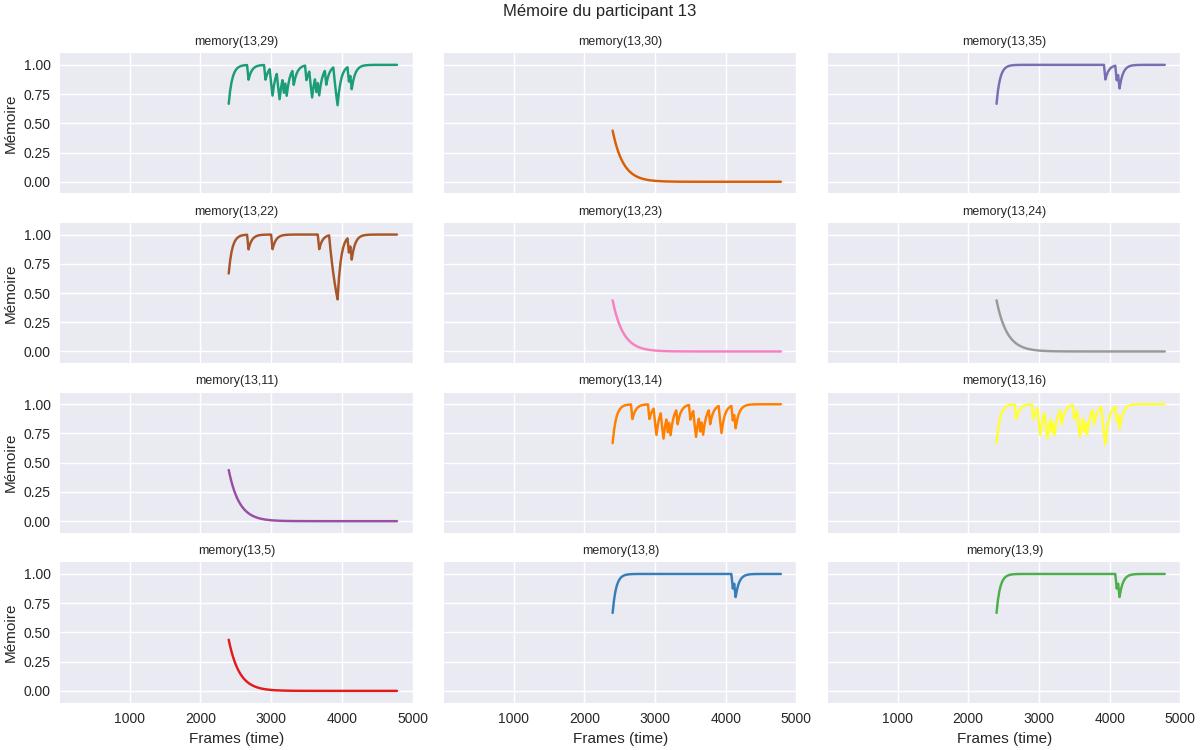 Mémoire du participant 13
memory(13,29)
memory(13,30)
memory(13,35)
Mémoire
1.00
0.75
0.50
0.25
0.00
memory(13,22)
memory(13,23)
memory(13,24)
Mémoire
1.00
0.75
0.50
0.25
0.00
memory(13,11)
memory(13,14)
memory(13,16)
Mémoire
1.00
0.75
0.50
0.25
0.00
memory(13,5)
memory(13,8)
memory(13,9)
Mémoire
1.00
0.75
0.50
0.25
0.00
1000 2000 3000 4000 5000
1000 2000 3000 4000 5000
1000 2000 3000 4000 5000
Frames (time)
Frames (time)
Frames (time)